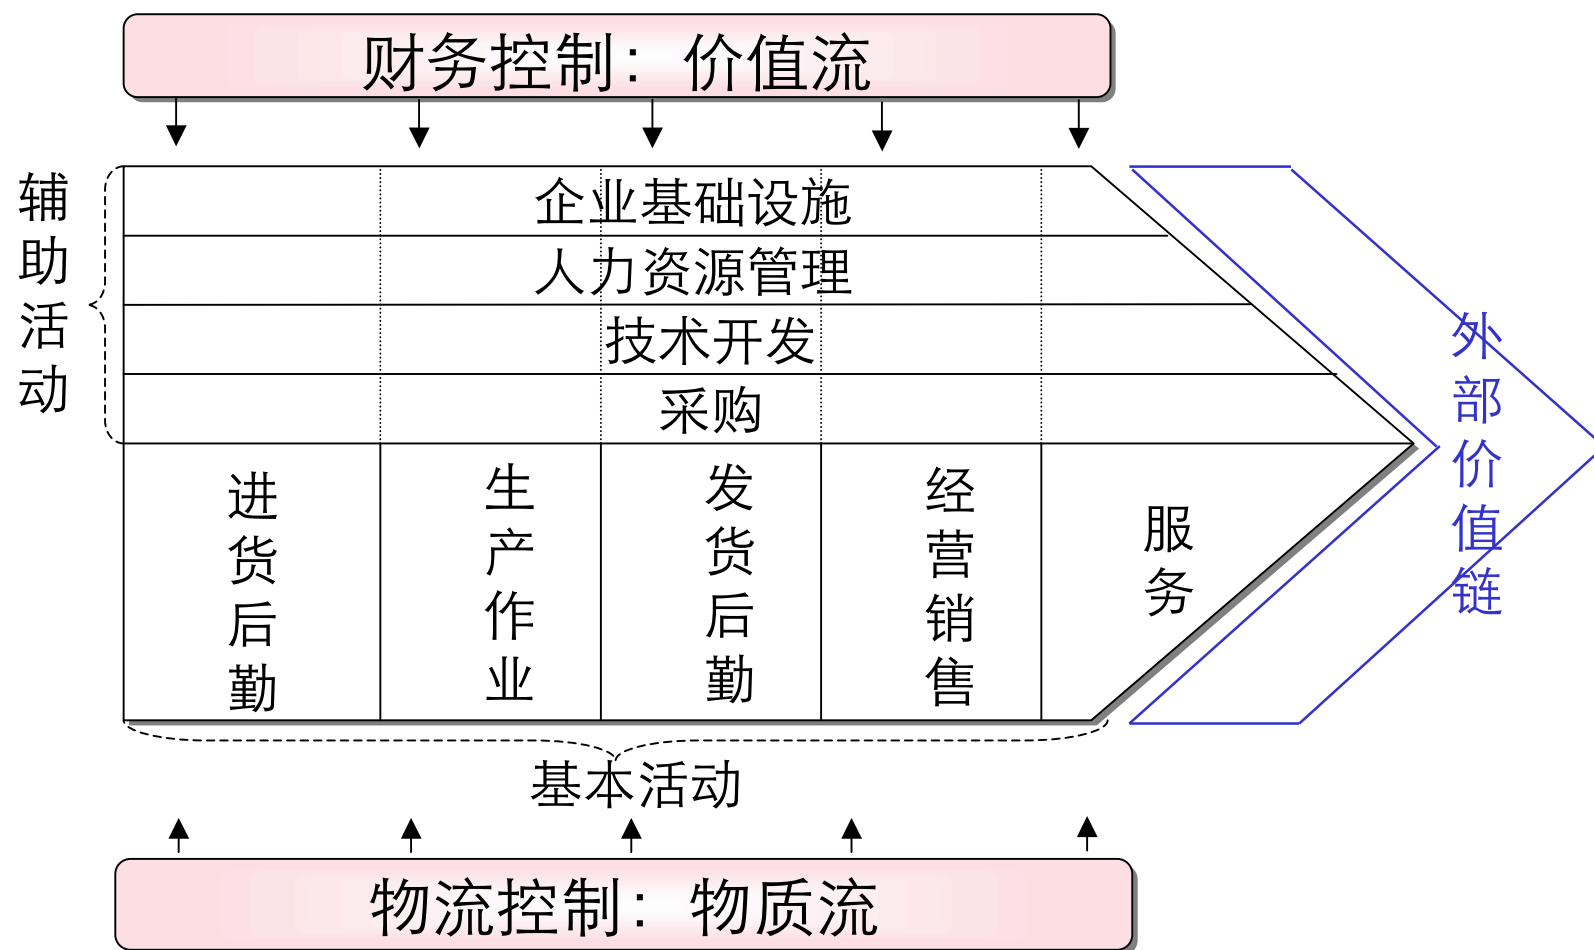 财务控制：价值流
辅助活动
企业基础设施
人力资源管理
技术开发
采购
进货后勤
生产作业
发货后勤
经营销售
服务
外部价值链
基本活动
物流控制：物质流